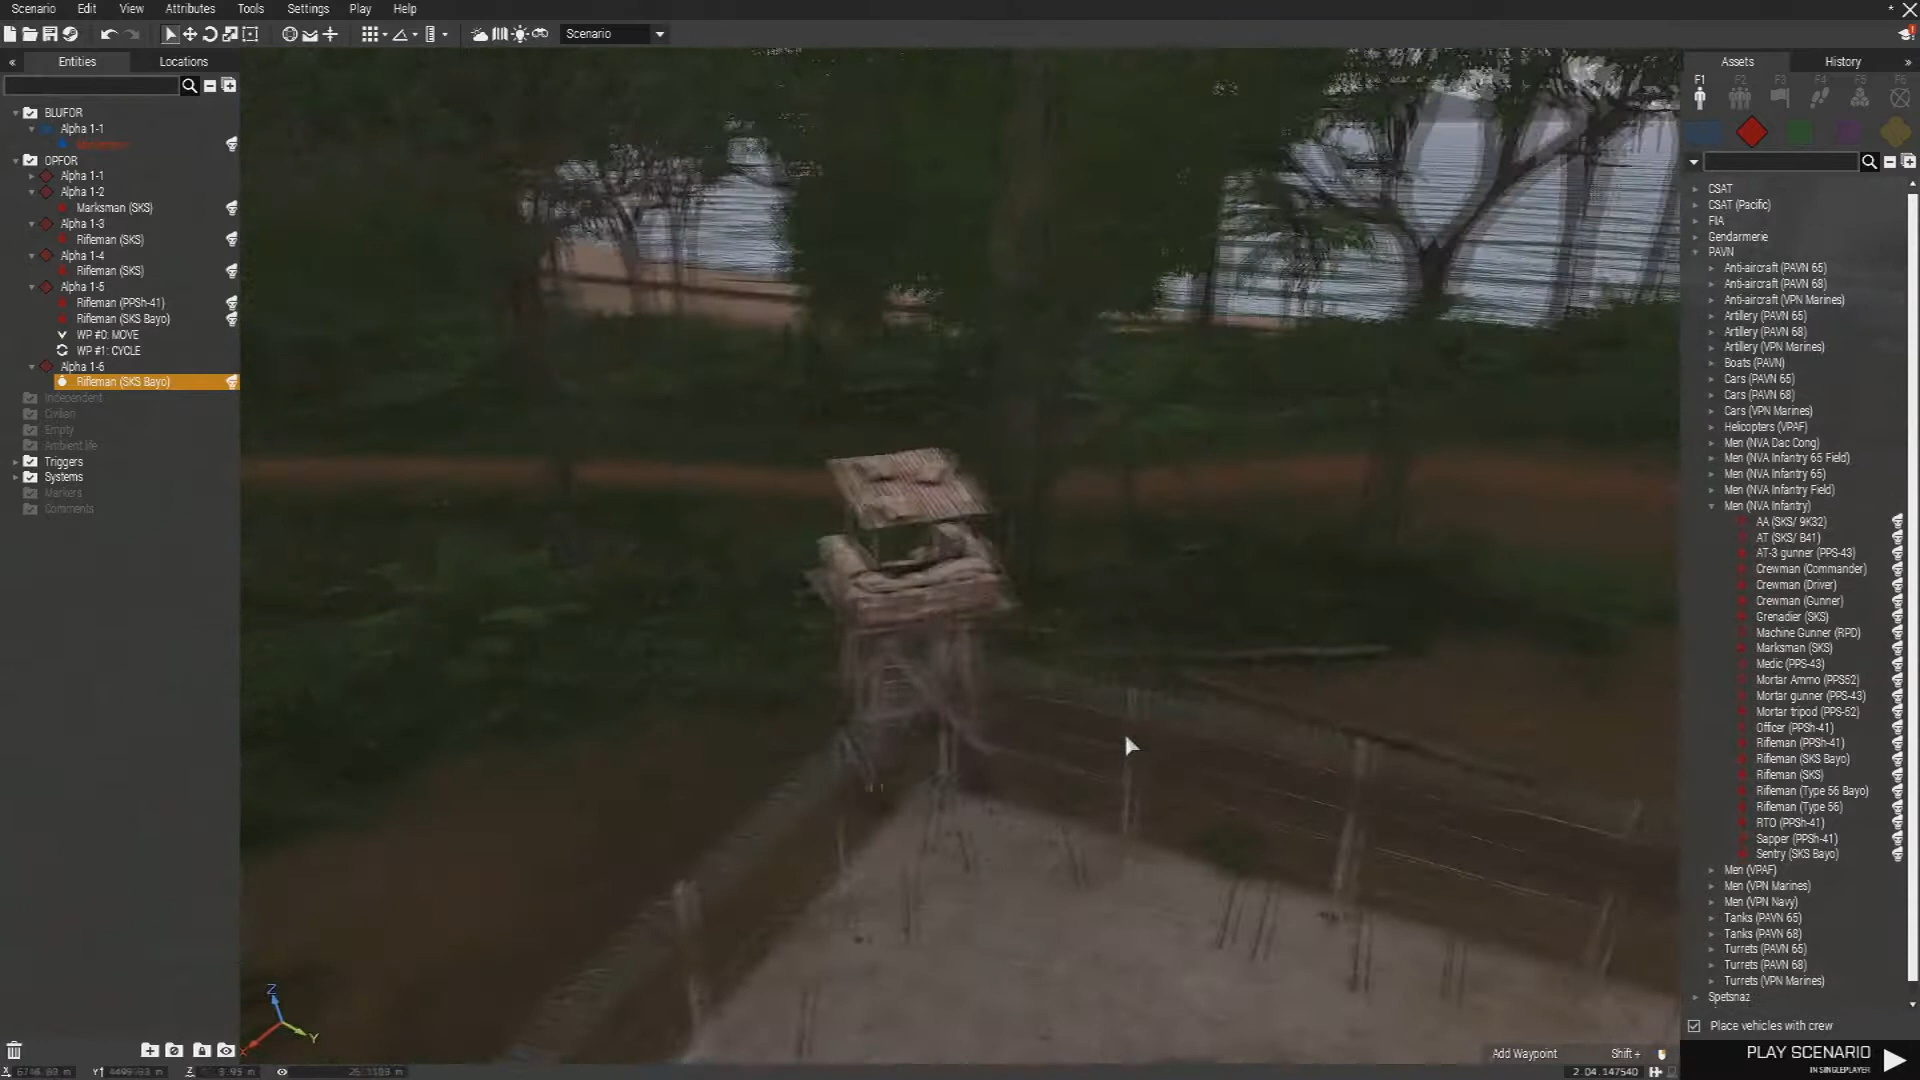 Scenario Edit View Attributes Tools Settings Play Help
Scenario
Entities Locations
BLUFOR
Alpha 1-1
OPFOR
Alpha 1-1
Alpha 1-2
Marksman (SKS)
Alpha 1-3
Rifleman (SKS)
Alpha 1-4
Rifleman (SKS)
Alpha 1-5
Rifleman (PPSh-41)
Rifleman (SKS Bayo)
WP #0: MOVE
WP #1: CYCLE
Alpha 1-6
Rifleman (SKS Bayo)
Independent
Civilian
Empty
Ambient life
Triggers
Systems
Markers
Comments
Z
Y
X
Assets History
F1 F2 F3 F4 F5 F6
CSAT
CSAT (Pacific)
FIA
Gendarmerie
PAVN
Anti-aircraft (PAVN 65)
Anti-aircraft (PAVN 68)
Anti-aircraft (VPN Marines)
Artillery (PAVN 65)
Artillery (PAVN 68)
Artillery (VPN Marines)
Boats (PAVN)
Cars (PAVN 65)
Cars (PAVN 68)
Cars (VPN Marines)
Helicopters (VPAF)
Men (NVA Dac Cong)
Men (NVA Infantry 65 Field)
Men (NVA Infantry 65)
Men (NVA Infantry Field)
Men (NVA Infantry)
AA (SKS/ 9K32)
AT (SKS/ B41)
AT-3 gunner (PPS-43)
Crewman (Commander)
Crewman (Driver)
Crewman (Gunner)
Grenadier (SKS)
Machine Gunner (RPD)
Marksman (SKS)
Medic (PPS-43)
Mortar Ammo (PPS52)
Mortar gunner (PPS-43)
Mortar tripod (PPS-52)
Officer (PPSh-41)
Rifleman (PPSh-41)
Rifleman (SKS Bayo)
Rifleman (SKS)
Rifleman (Type 56 Bayo)
Rifleman (Type 56)
RTO (PPSh-41)
Sapper (PPSh-41)
Sentry (SKS Bayo)
Men (VPAF)
Men (VPN Marines)
Men (VPN Navy)
Tanks (PAVN 65)
Tanks (PAVN 68)
Turrets (PAVN 65)
Turrets (PAVN 68)
Turrets (VPN Marines)
Spetsnaz
Place vehicles with crew
Add Waypoint Shift +
PLAY SCENARIO
IN SINGLEPLAYER
2.04.147540